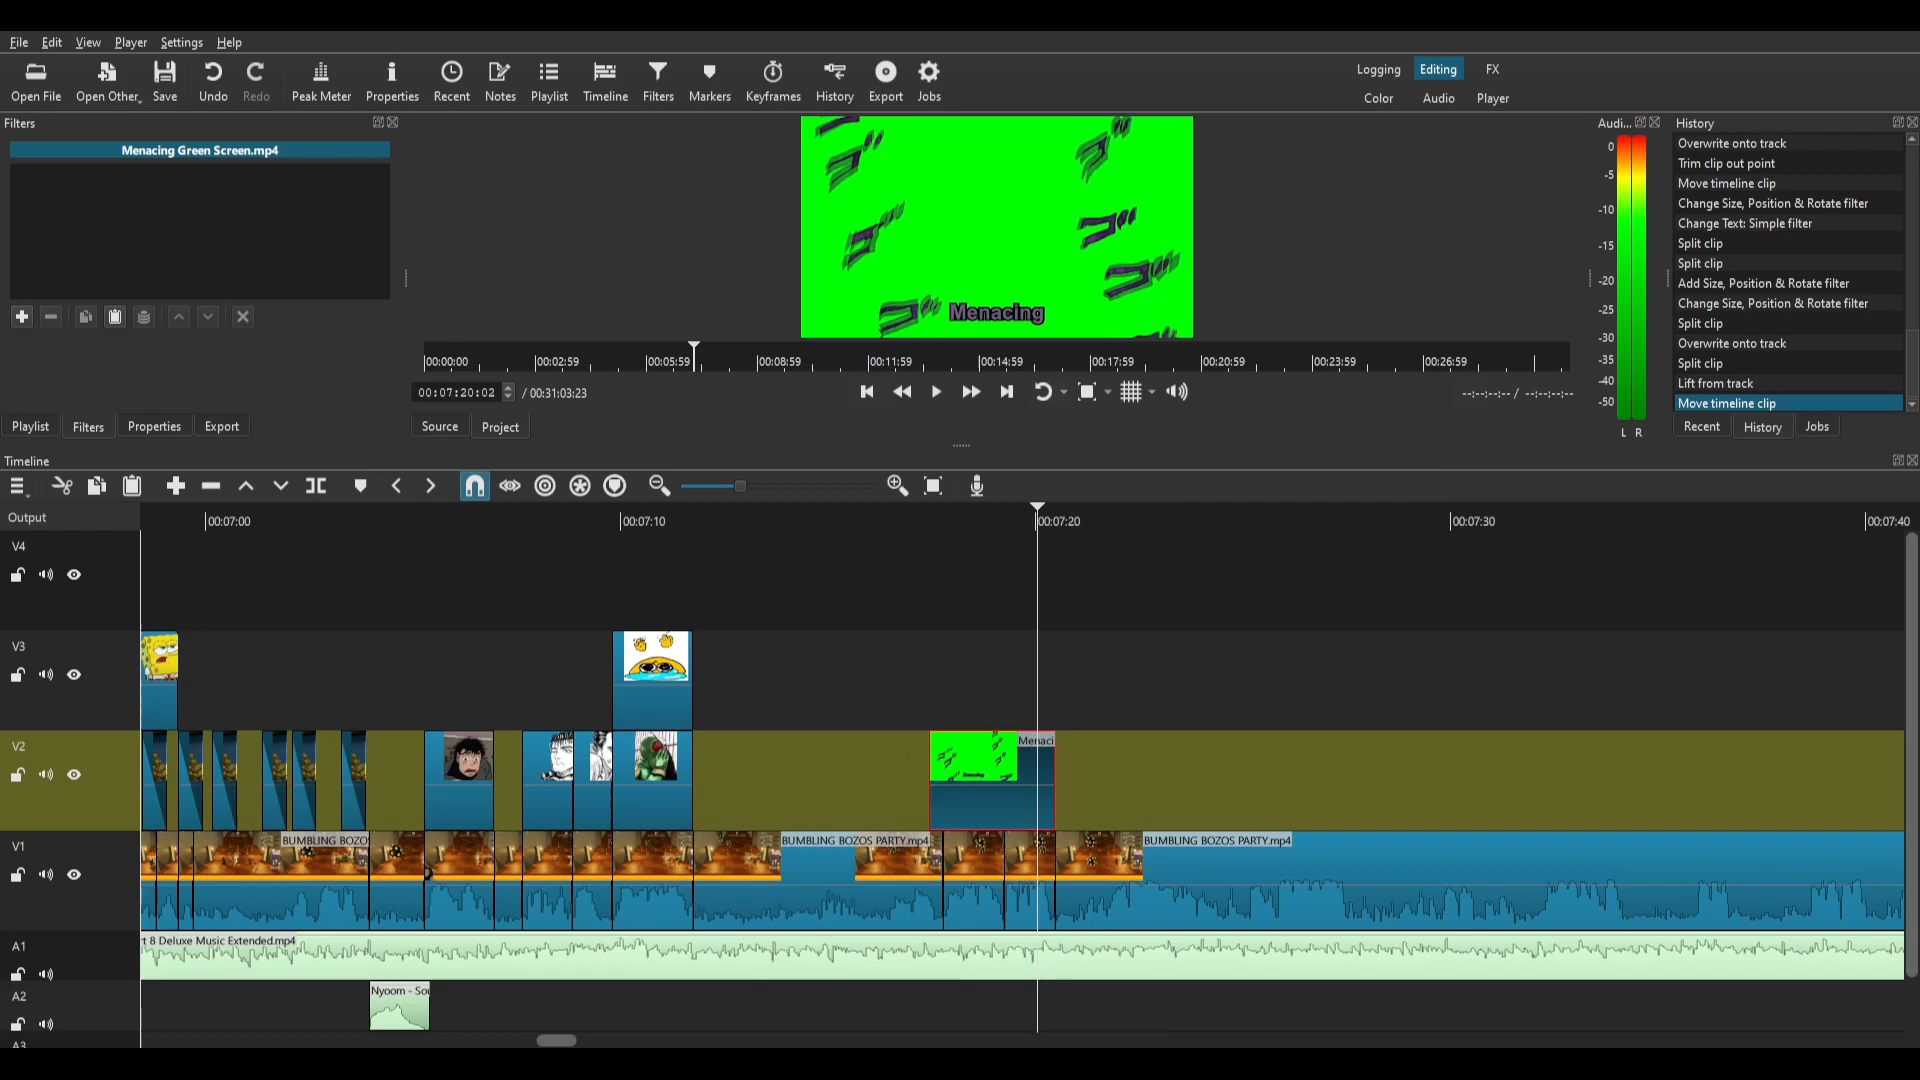 File Edit View Player Settings Help
Open File Open Other Save Undo Redo Peak Meter Properties Recent Notes Playlist Timeline Filters Markers Keyframes History Export Jobs
Logging Editing FX
Color Audio Player
Filters
Menacing Green Screen.mp4
Menacing
00:00:00 00:02:59 00:05:59 00:08:59 00:11:59 00:14:59 00:17:59 00:20:59 00:23:59 00:26:59
00:07:20:02 / 00:31:03:23
--:--:--:-- / --:--:--:--
Playlist Filters Properties Export
Source Project
Audi...
0
-5
-10
-15
-20
-25
-30
-35
-40
-50
L R
History
Overwrite onto track
Trim clip out point
Move timeline clip
Change Size, Position & Rotate filter
Change Text: Simple filter
Split clip
Split clip
Add Size, Position & Rotate filter
Change Size, Position & Rotate filter
Split clip
Overwrite onto track
Split clip
Lift from track
Move timeline clip
Recent History Jobs
Timeline
Output
00:07:00 00:07:10 00:07:20 00:07:30 00:07:40
V4
V3
V2
Menaci
V1
BUMBLING BOZO
BUMBLING BOZOS PARTY.mp4
BUMBLING BOZOS PARTY.mp4
A1
t 8 Deluxe Music Extended.mp4
A2
Nyoom - Sou
A3